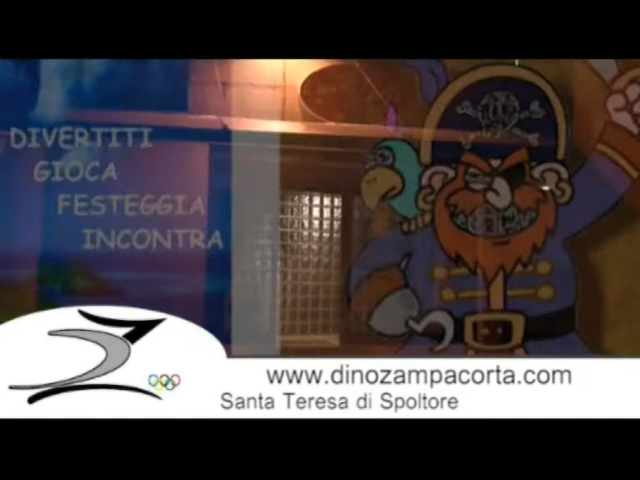 DIVERTITI
GIOCA
FESTEGGIA
INCONTRA
www.dinozampacorta.com
Santa Teresa di Spoltore